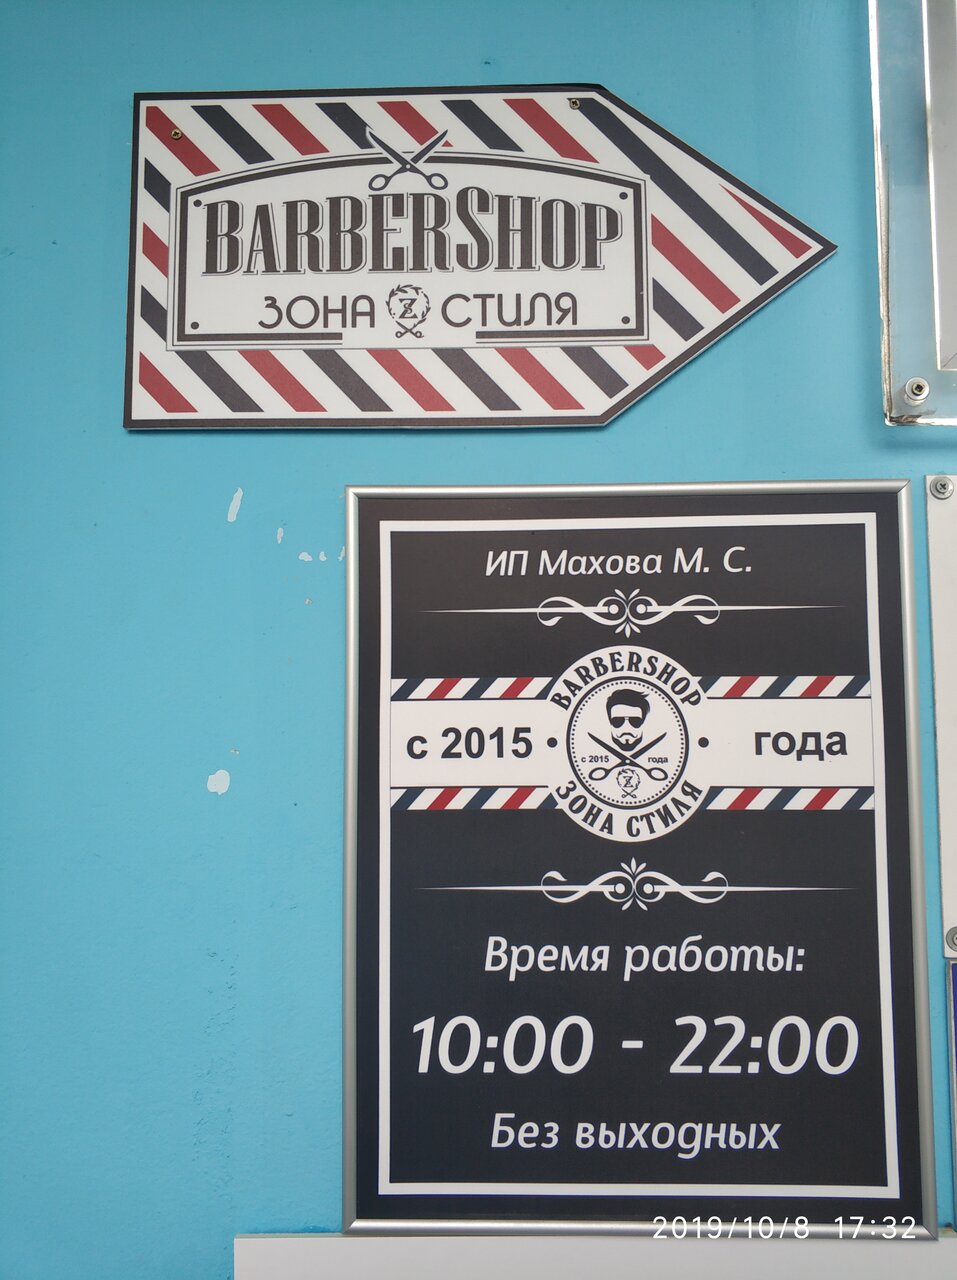 BARBERSHOP
ЗОНА Z СТИЛЯ
ИП Махова М. С.
BARBERSHOP
с 2015 • • года
с 2015 года
Z
ЗОНА СТИЛЯ
Время работы:
10:00 - 22:00
Без выходных
2019/10/8 17:32